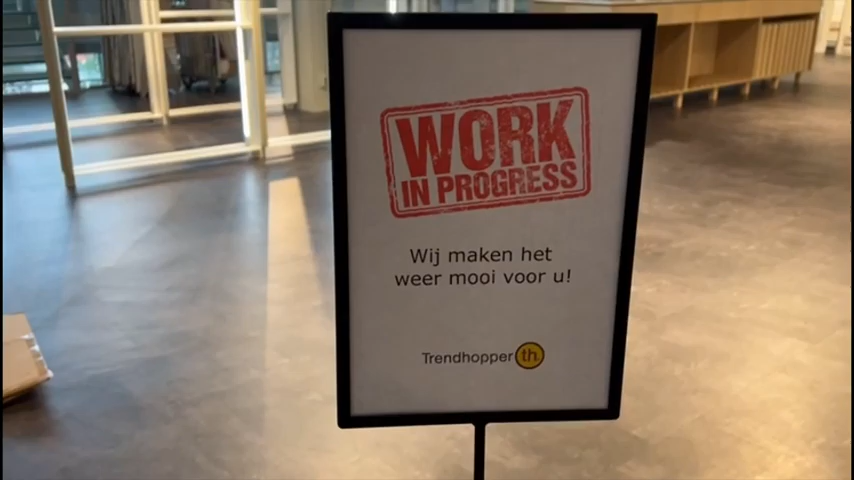 WORK
IN PROGRESS
Wij maken het
weer mooi voor u!
Trendhopper th.